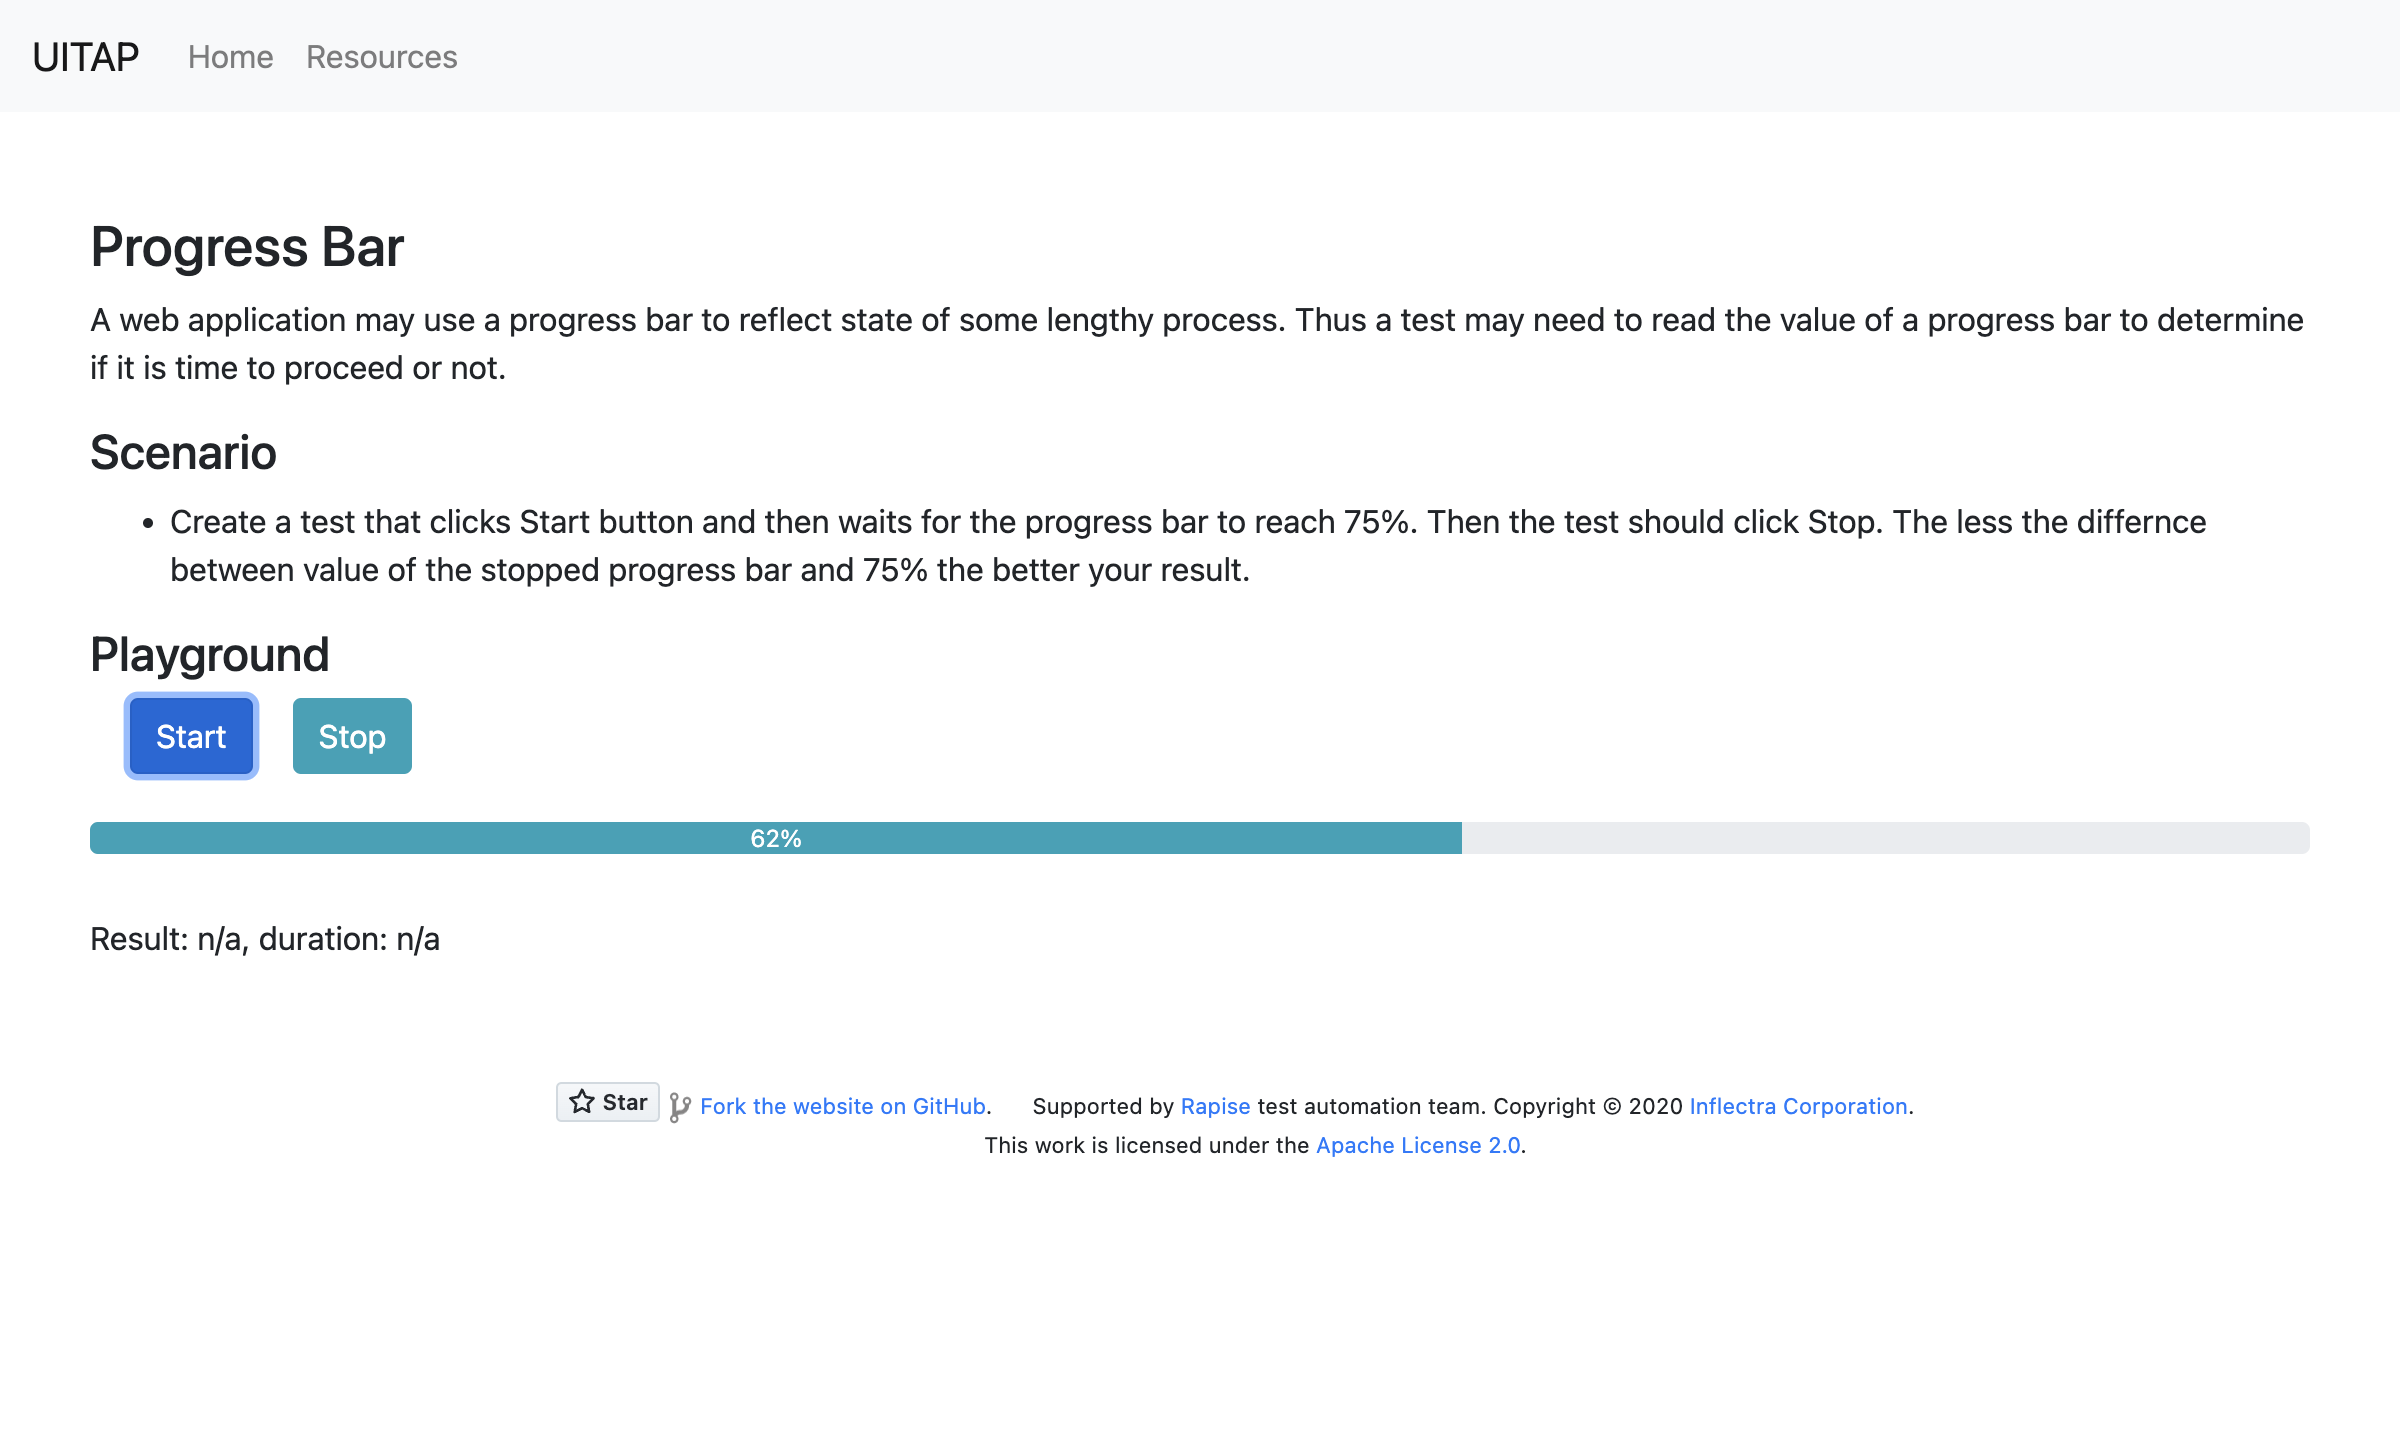 UITAP Home Resources
Progress Bar
A web application may use a progress bar to reflect state of some lengthy process. Thus a test may need to read the value of a progress bar to determine
if it is time to proceed or not.
Scenario
• Create a test that clicks Start button and then waits for the progress bar to reach 75%. Then the test should click Stop. The less the differnce
between value of the stopped progress bar and 75% the better your result.
Playground
Start Stop
62%
Result: n/a, duration: n/a
Star Fork the website on GitHub. Supported by Rapise test automation team. Copyright © 2020 Inflectra Corporation.
This work is licensed under the Apache License 2.0.